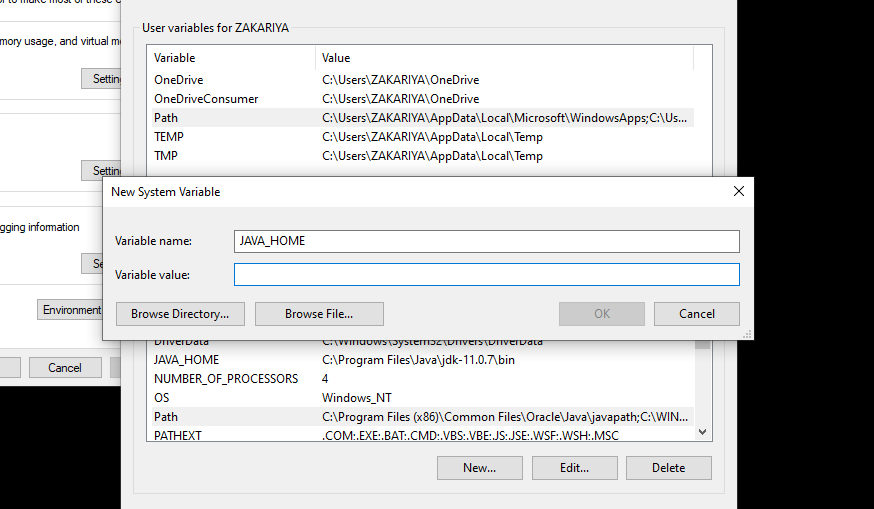 User variables for ZAKARIYA
mory usage, and virtual m
Variable Value
OneDrive C:\Users\ZAKARIYA\OneDrive
OneDriveConsumer C:\Users\ZAKARIYA\OneDrive
Path C:\Users\ZAKARIYA\AppData\Local\Microsoft\WindowsApps;C:\Us...
TEMP C:\Users\ZAKARIYA\AppData\Local\Temp
TMP C:\Users\ZAKARIYA\AppData\Local\Temp
Setting
Setting
New System Variable
gging information
Variable name: JAVA_HOME
Variable value:
Se
Environment
Browse Directory... Browse File... OK Cancel
DriverData C:\Windows\System32\Drivers\DriverData
JAVA_HOME C:\Program Files\Java\jdk-11.0.7\bin
Cancel
NUMBER_OF_PROCESSORS 4
OS Windows_NT
Path C:\Program Files (x86)\Common Files\Oracle\Java\javapath;C:\WIN...
PATHEXT .COM;.EXE;.BAT;.CMD;.VBS;.VBE;.JS;.JSE;.WSF;.WSH;.MSC
New... Edit... Delete